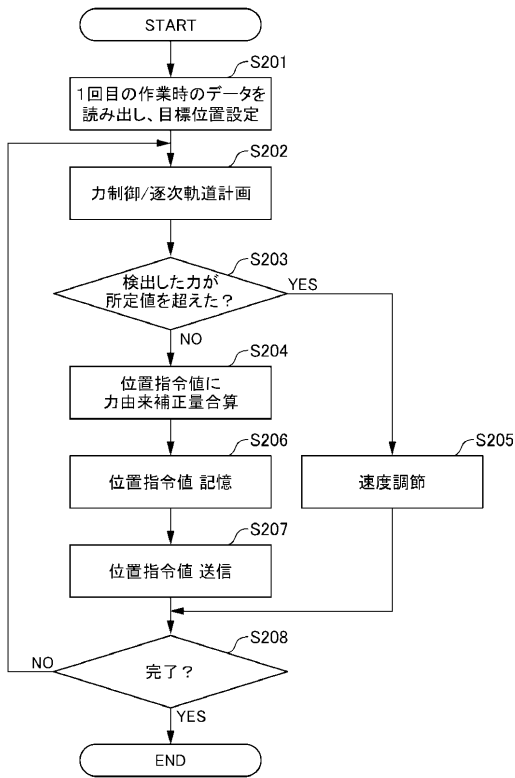 START
S201
1回目の作業時のデータを
読み出し、目標位置設定
S202
力制御/逐次軌道計画
S203
検出した力が
所定値を超えた？
YES
NO
S204
位置指令値に
力由来補正量合算
S205
速度調節
S206
位置指令値 記憶
S207
位置指令値 送信
S208
完了？
NO
YES
END